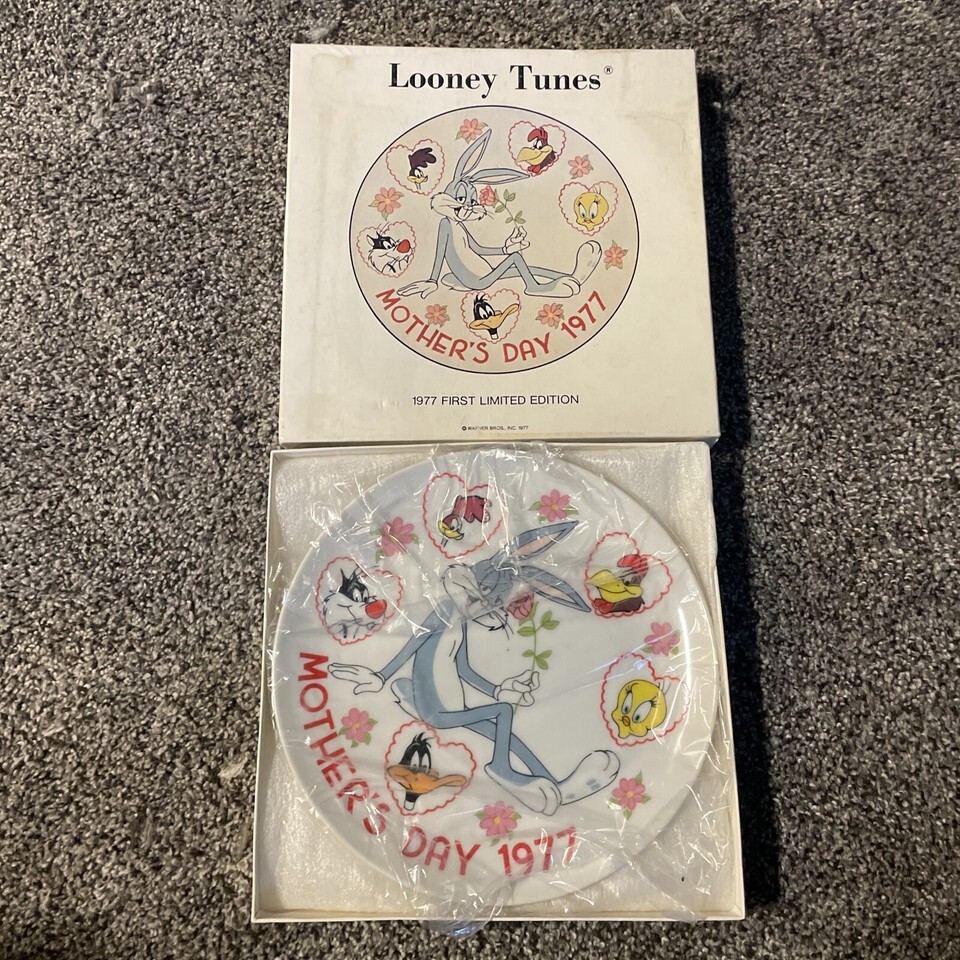 Looney Tunes®
MOTHER'S DAY 1977
1977 FIRST LIMITED EDITION
© WARNER BROS., INC. 1977
MOTHER'S DAY 1977